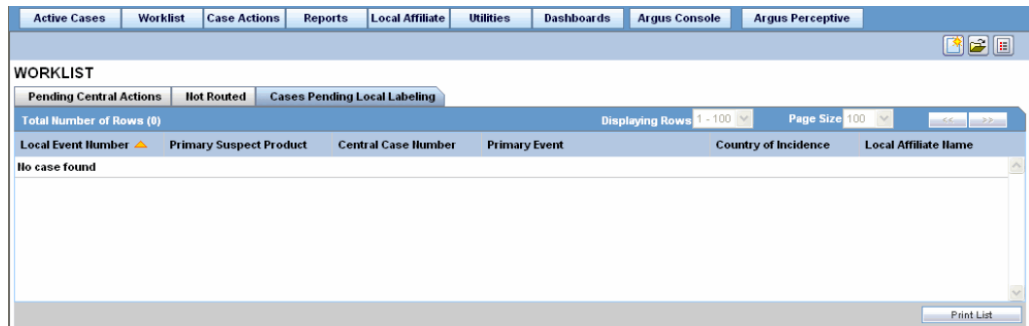 Active Cases Worklist Case Actions Reports Local Affiliate Utilities Dashboards Argus Console Argus Perceptive
WORKLIST
Pending Central Actions Not Routed Cases Pending Local Labeling
Total Number of Rows (0) Displaying Rows 1 - 100 Page Size 100 << >>
Local Event Number Primary Suspect Product Central Case Number Primary Event Country of Incidence Local Affiliate Name
No case found
Print List